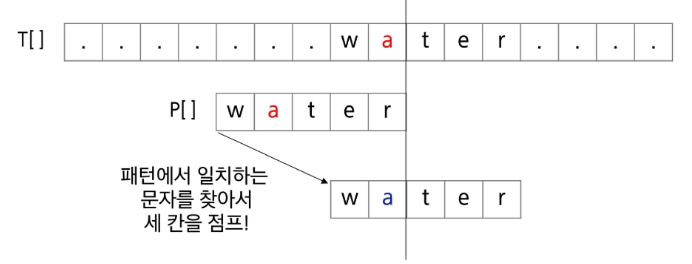 T[ ] . . . . . . . w a t e r . . . .
P[ ] w a t e r
패턴에서 일치하는
문자를 찾아서
세 칸을 점프!
w a t e r